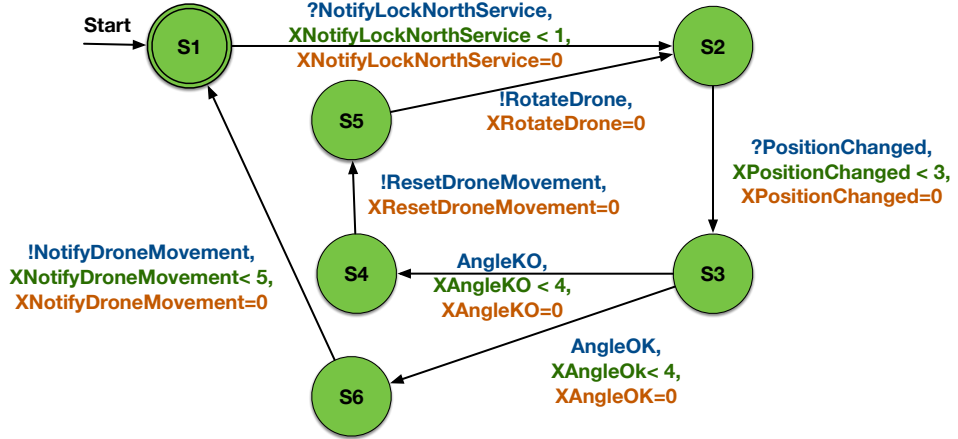 ?NotifyLockNorthService,
XNotifyLockNorthService < 1,
XNotifyLockNorthService=0
Start
S1
S2
!RotateDrone,
XRotateDrone=0
S5
?PositionChanged,
XPositionChanged < 3,
XPositionChanged=0
!ResetDroneMovement,
XResetDroneMovement=0
!NotifyDroneMovement,
XNotifyDroneMovement< 5,
XNotifyDroneMovement=0
S4
AngleKO,
XAngleKO < 4,
XAngleKO=0
S3
AngleOK,
XAngleOk< 4,
XAngleOK=0
S6